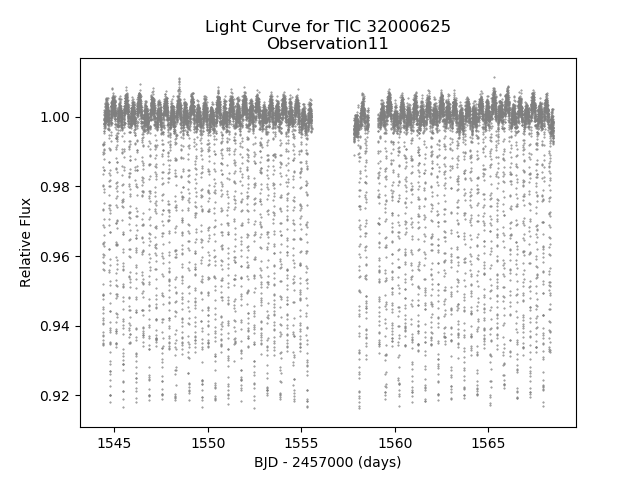 Light Curve for TIC 32000625
Observation11
Relative Flux
1.00
0.98
0.96
0.94
0.92
1545
1550
1555
1560
1565
BJD - 2457000 (days)